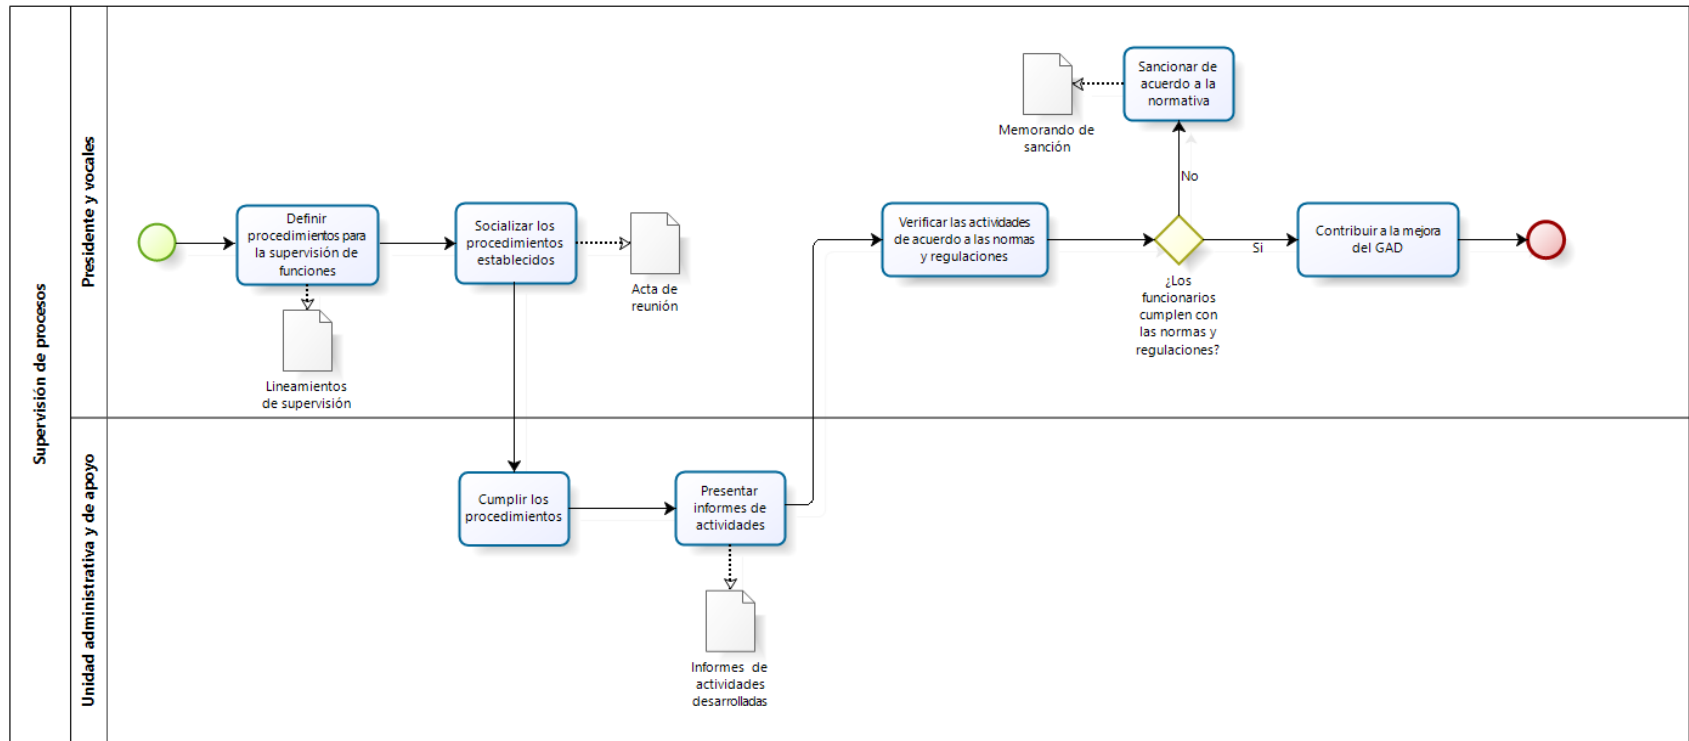 Supervisión de procesos
Presidente y vocales
Definir
procedimientos para
la supervisión de
funciones
Lineamientos
de supervisión
Socializar los
procedimientos
establecidos
Acta de
reunión
Verificar las actividades
de acuerdo a las normas
y regulaciones
¿Los
funcionarios
cumplen con
las normas y
regulaciones?
No
Sancionar de
acuerdo a la
normativa
Memorando de
sanción
Si
Contribuir a la mejora
del GAD
Unidad administrativa y de apoyo
Cumplir los
procedimientos
Presentar
informes de
actividades
Informes de
actividades
desarrolladas